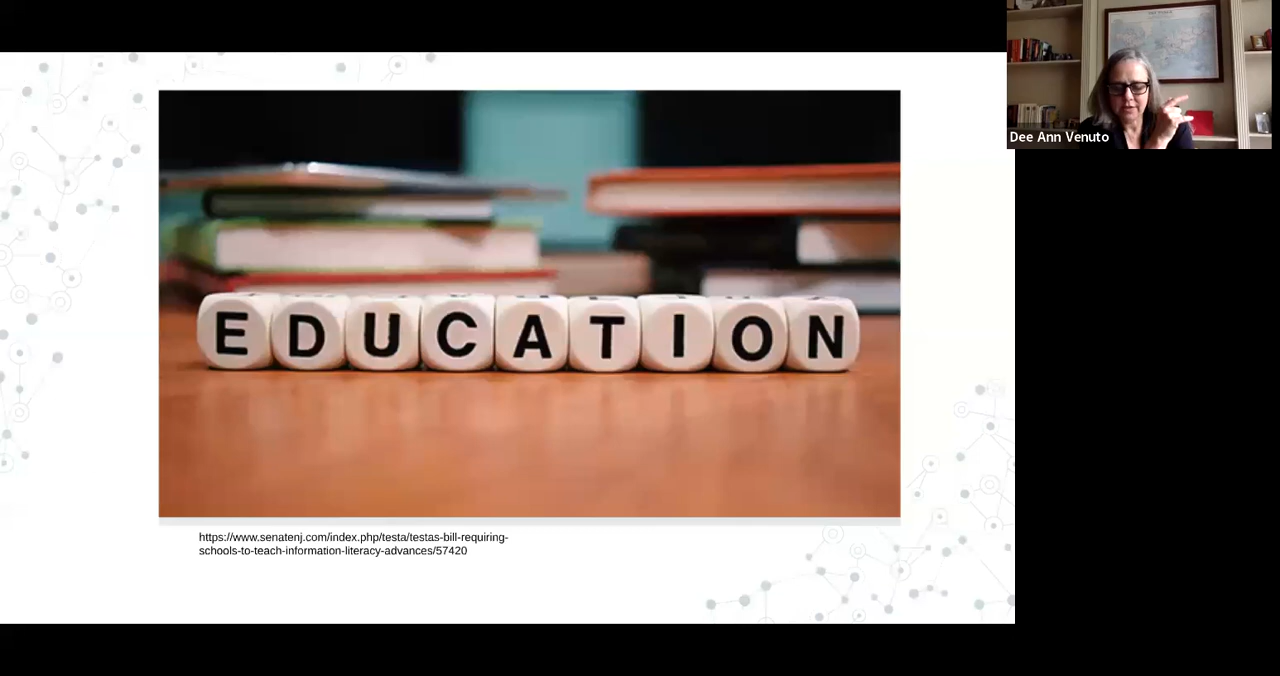 Dee Ann Venuto
EDUCATION
https://www.senatenj.com/index.php/testa/testas-bill-requiring-
schools-to-teach-information-literacy-advances/57420